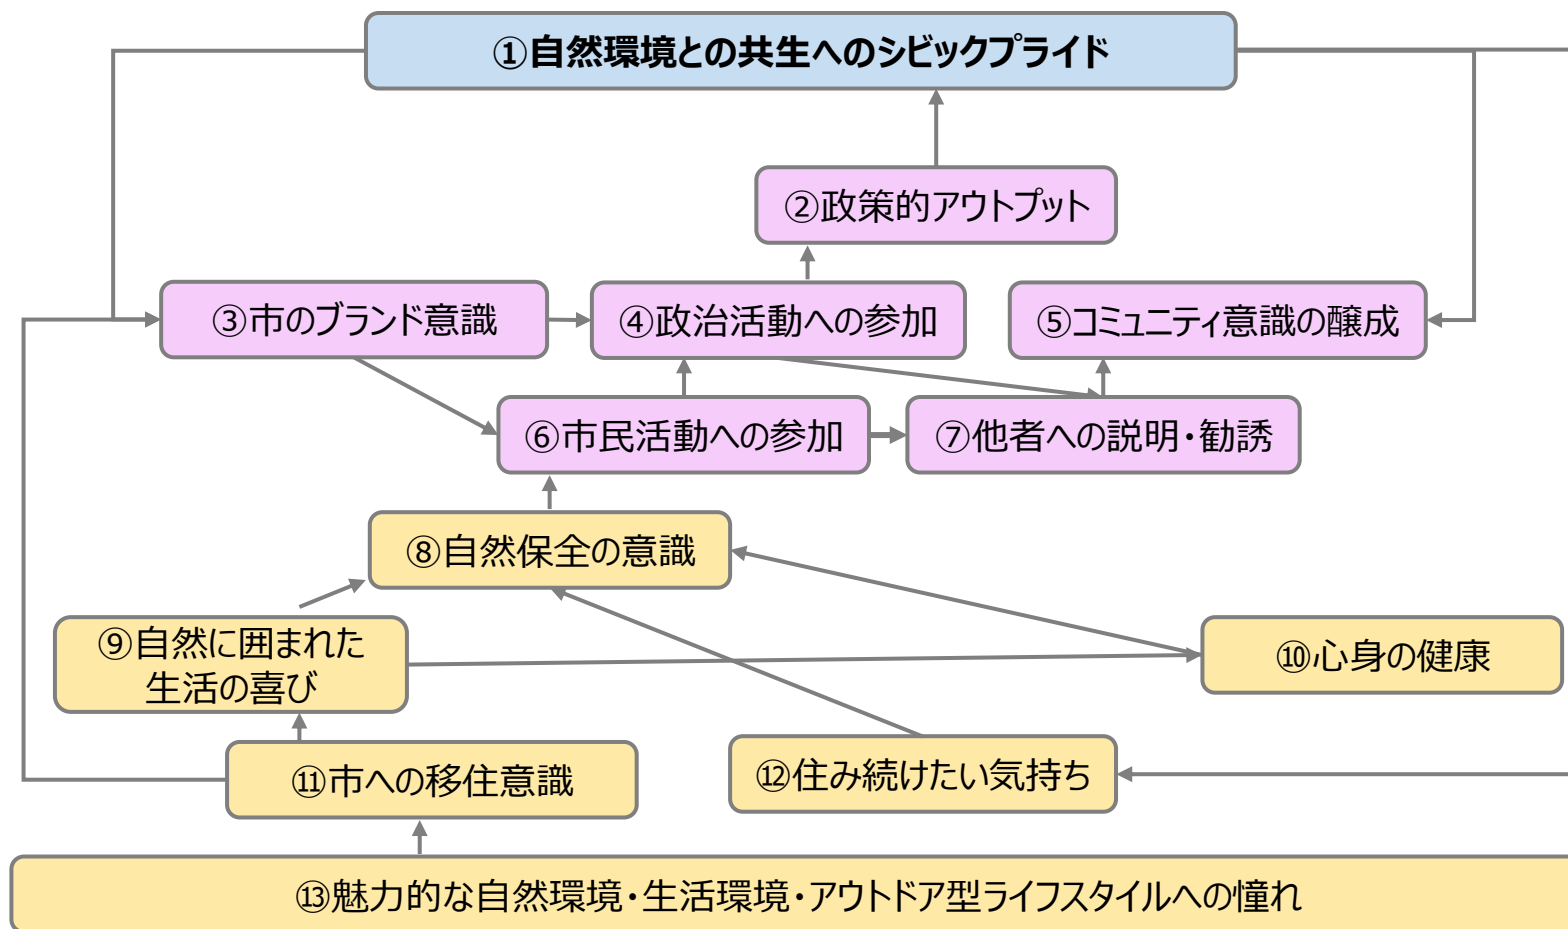 ①自然環境との共生へのシビックプライド
②政策的アウトプット
③市のブランド意識
④政治活動への参加
⑤コミュニティ意識の醸成
⑥市民活動への参加
⑦他者への説明・勧誘
⑧自然保全の意識
⑨自然に囲まれた
生活の喜び
⑩心身の健康
⑪市への移住意識
⑫住み続けたい気持ち
⑬魅力的な自然環境・生活環境・アウトドア型ライフスタイルへの憧れ